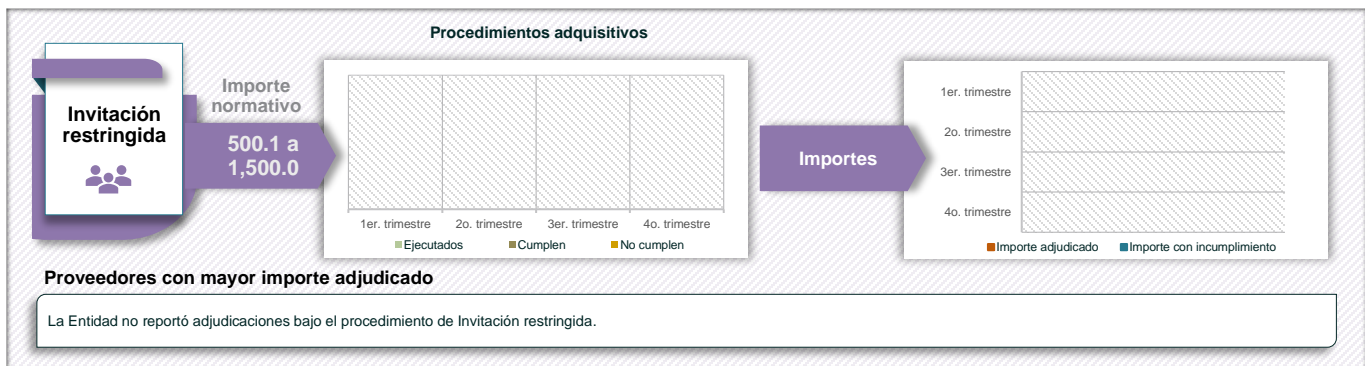 Procedimientos adquisitivos
Invitación
restringida
Importe
normativo
500.1 a
1,500.0
1er. trimestre 2o. trimestre 3er. trimestre 4o. trimestre
Ejecutados Cumplen No cumplen
Importes
1er. trimestre
2o. trimestre
3er. trimestre
4o. trimestre
Importe adjudicado Importe con incumplimiento
Proveedores con mayor importe adjudicado
La Entidad no reportó adjudicaciones bajo el procedimiento de Invitación restringida.